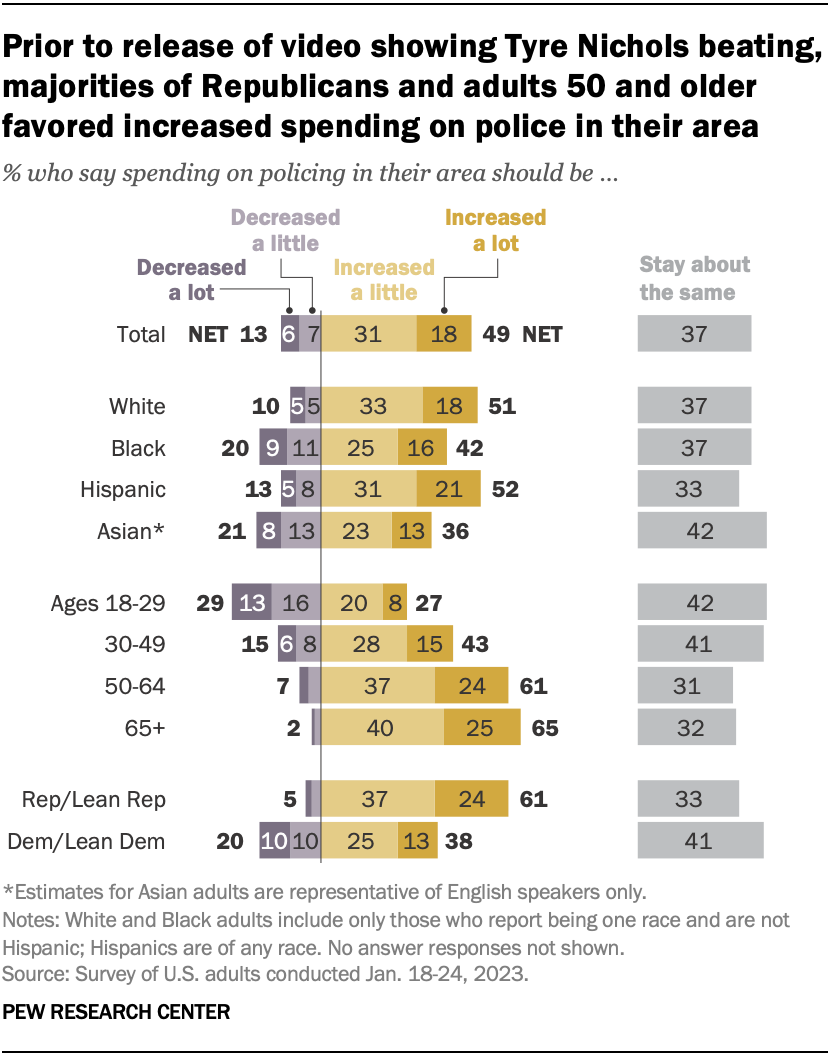 Prior to release of video showing Tyre Nichols beating,
majorities of Republicans and adults 50 and older
favored increased spending on police in their area
% who say spending on policing in their area should be ...
Decreased
a little
Increased
a lot
Decreased
a lot
Increased
a little
Stay about
the same
Total NET 13 6 7 31 18 49 NET 37
White 10 5 5 33 18 51 37
Black 20 9 11 25 16 42 37
Hispanic 13 5 8 31 21 52 33
Asian* 21 8 13 23 13 36 42
Ages 18-29 29 13 16 20 8 27 42
30-49 15 6 8 28 15 43 41
50-64 7 37 24 61 31
65+ 2 40 25 65 32
Rep/Lean Rep 5 37 24 61 33
Dem/Lean Dem 20 10 10 25 13 38 41
*Estimates for Asian adults are representative of English speakers only.
Notes: White and Black adults include only those who report being one race and are not
Hispanic; Hispanics are of any race. No answer responses not shown.
Source: Survey of U.S. adults conducted Jan. 18-24, 2023.
PEW RESEARCH CENTER